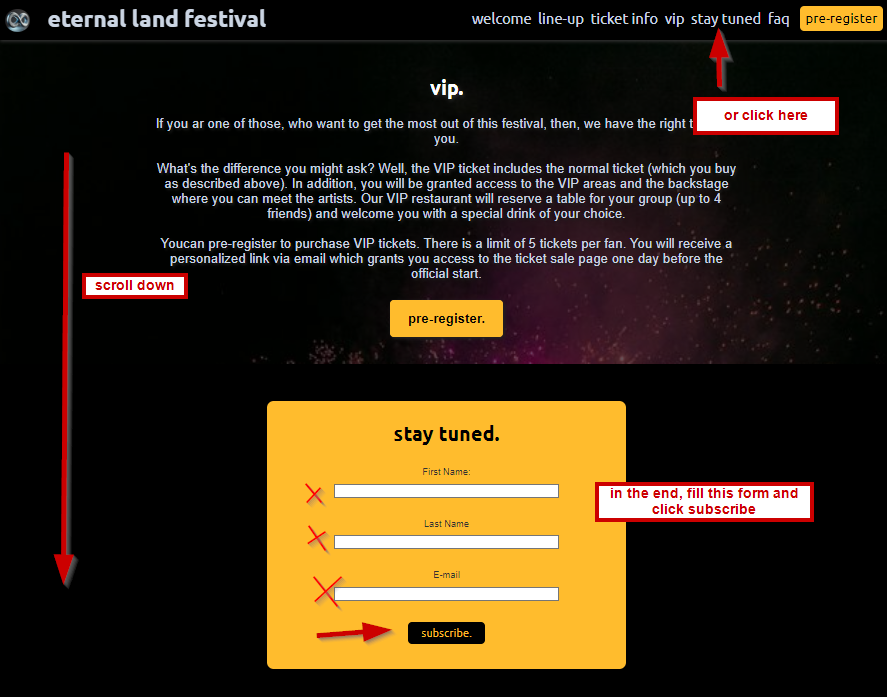 eternal land festival
welcome line-up ticket info vip stay tuned faq pre-register
or click here
vip.
If you ar one of those, who want to get the most out of this festival, then, we have the right
you.
What's the difference you might ask? Well, the VIP ticket includes the normal ticket (which you buy
as described above). In addition, you will be granted access to the VIP areas and the backstage
where you can meet the artists. Our VIP restaurant will reserve a table for your group (up to 4
friends) and welcome you with a special drink of your choice.
Youcan pre-register to purchase VIP tickets. There is a limit of 5 tickets per fan. You will receive a
personalized link via email which grants you access to the ticket sale page one day before the
official start.
scroll down
pre-register.
stay tuned.
First Name:
in the end, fill this form and
click subscribe
Last Name
E-mail
subscribe.